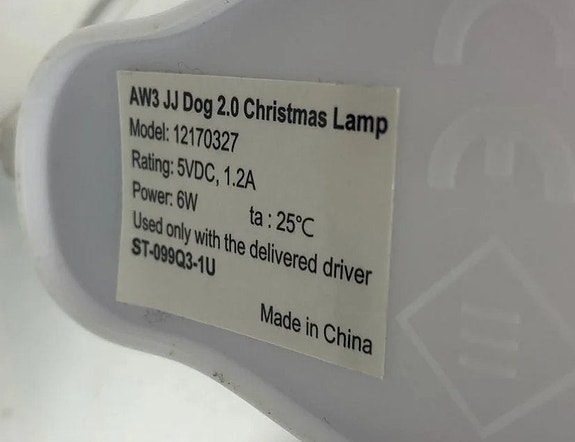 AW3 JJ Dog 2.0 Christmas Lamp
Model: 12170327
Rating: 5VDC, 1.2A
Power: 6W ta : 25℃
Used only with the delivered driver
ST-099Q3-1U
Made in China
CE